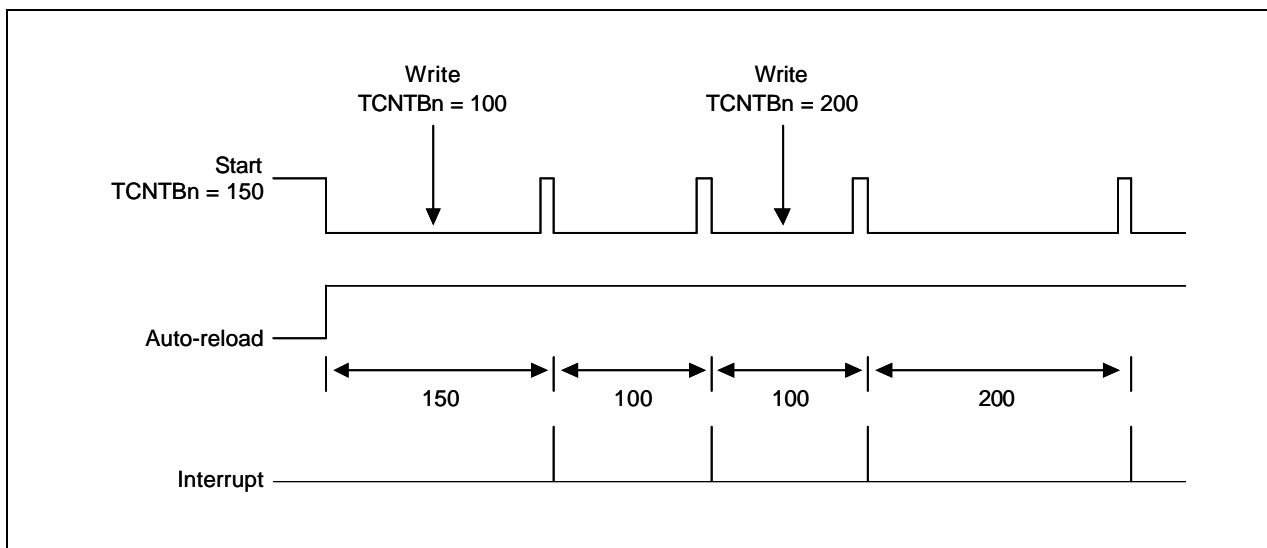 Write
TCNTBn = 100
Write
TCNTBn = 200
Start
TCNTBn = 150
Auto-reload
150
100
100
200
Interrupt